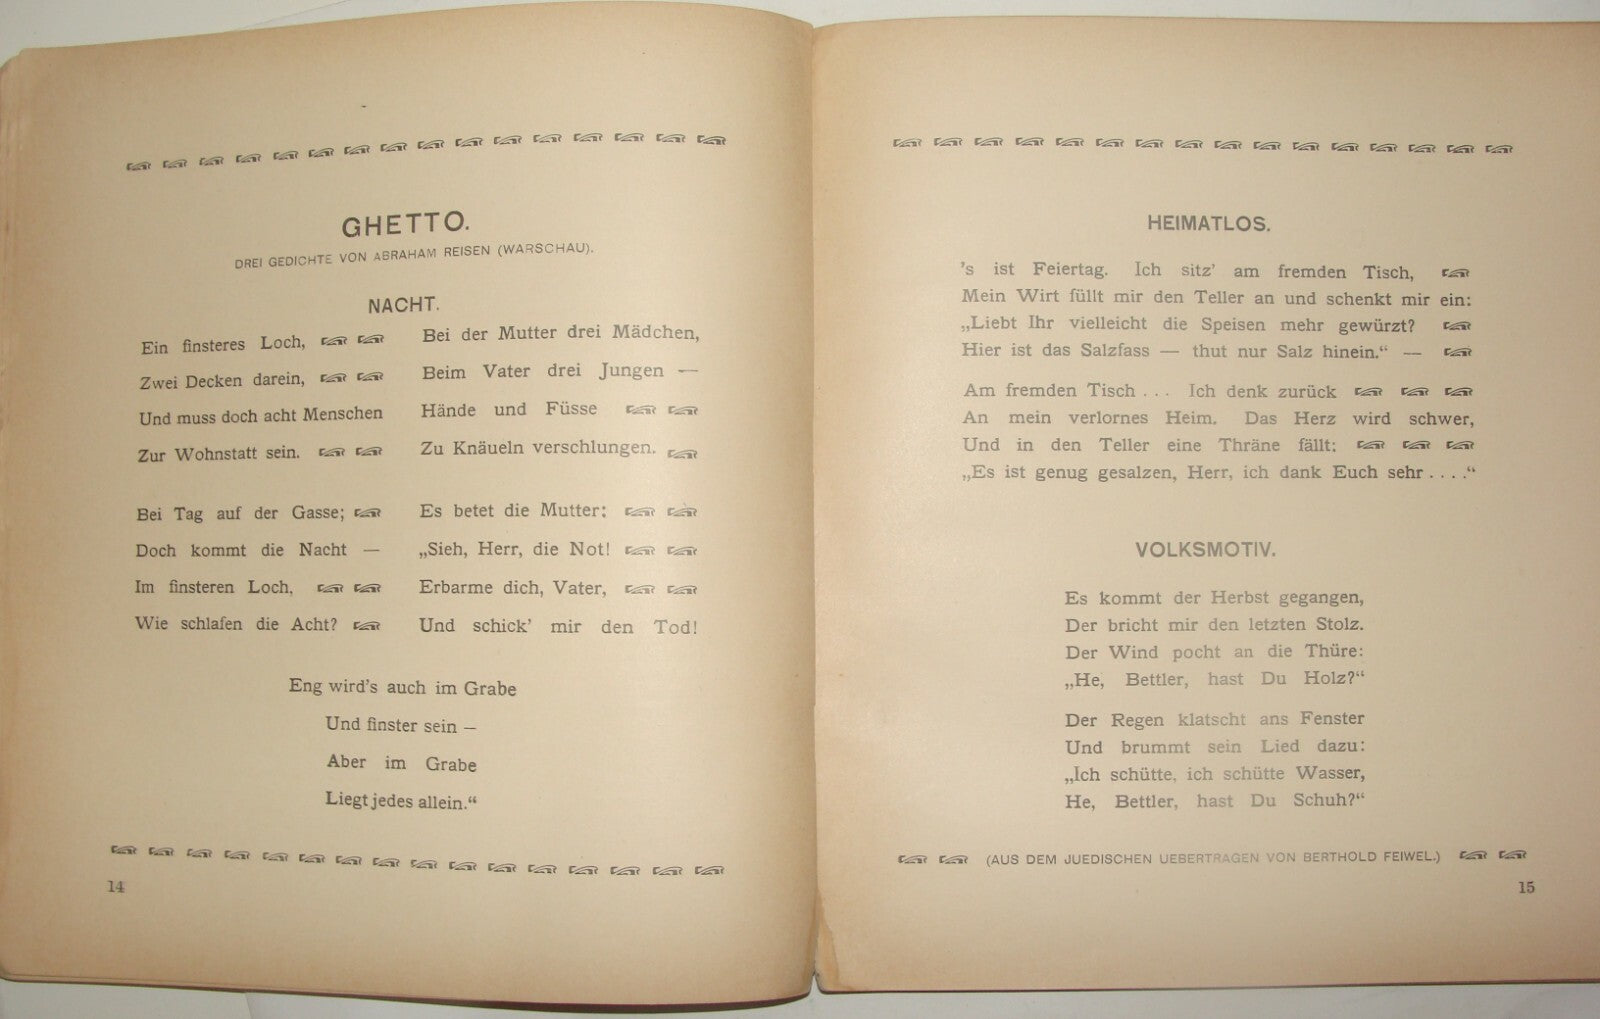 GHETTO.
DREI GEDICHTE VON ABRAHAM REISEN (WARSCHAU).
NACHT.
Ein finsteres Loch,
Zwei Decken darein,
Und muss doch acht Menschen
Zur Wohnstatt sein.
Bei Tag auf der Gasse;
Doch kommt die Nacht —
Im finsteren Loch,
Wie schlafen die Acht?
Bei der Mutter drei Mädchen,
Beim Vater drei Jungen —
Hände und Füsse
Zu Knäueln verschlungen.
Es betet die Mutter:
„Sieh, Herr, die Not!
Erbarme dich, Vater,
Und schick' mir den Tod!
Eng wird's auch im Grabe
Und finster sein —
Aber im Grabe
Liegt jedes allein.“
14
HEIMATLOS.
's ist Feiertag. Ich sitz' am fremden Tisch,
Mein Wirt füllt mir den Teller an und schenkt mir ein:
„Liebt Ihr vielleicht die Speisen mehr gewürzt?
Hier ist das Salzfass — thut nur Salz hinein.“ —
Am fremden Tisch . . . Ich denk zurück
An mein verlornes Heim. Das Herz wird schwer,
Und in den Teller eine Thräne fällt:
„Es ist genug gesalzen, Herr, ich dank Euch sehr . . . .“
VOLKSMOTIV.
Es kommt der Herbst gegangen,
Der bricht mir den letzten Stolz.
Der Wind pocht an die Thüre:
„He, Bettler, hast Du Holz?“
Der Regen klatscht ans Fenster
Und brummt sein Lied dazu:
„Ich schütte, ich schütte Wasser,
He, Bettler, hast Du Schuh?“
(AUS DEM JUEDISCHEN UEBERTRAGEN VON BERTHOLD FEIWEL.)
15